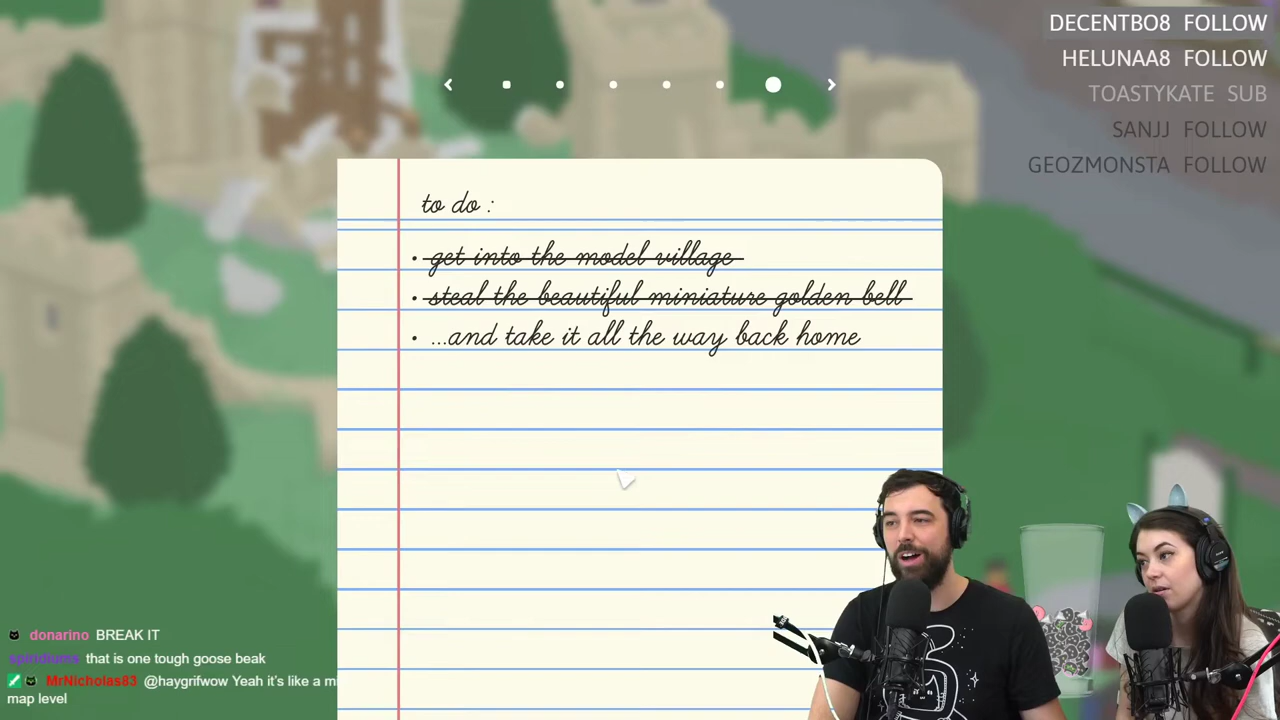 DECENTBO8 FOLLOW
HELUNAA8 FOLLOW
TOASTYKATE SUB
SANJJ FOLLOW
GEOZMONSTA FOLLOW
to do :
• get into the model village
• steal the beautiful miniature golden bell
• ...and take it all the way back home
donarino BREAK IT
that is one tough goose beak
MrNicholas83 @haygrifwow Yeah it's like a mi
map level